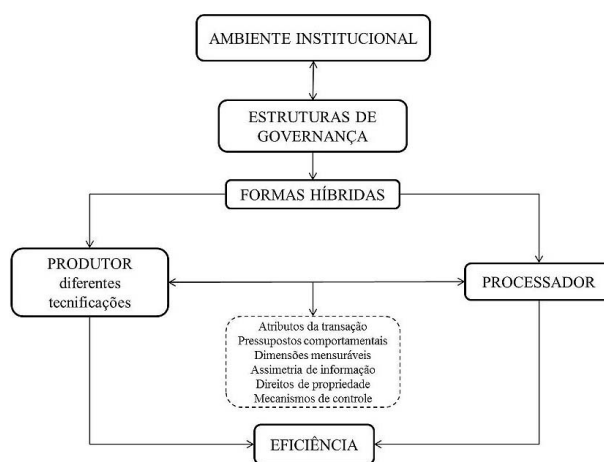 AMBIENTE INSTITUCIONAL
ESTRUTURAS DE
GOVERNANÇA
FORMAS HÍBRIDAS
PRODUTOR
diferentes
tecnificações
PROCESSADOR
Atributos da transação
Pressupostos comportamentais
Dimensões mensuráveis
Assimetria de informação
Direitos de propriedade
Mecanismos de controle
EFICIÊNCIA